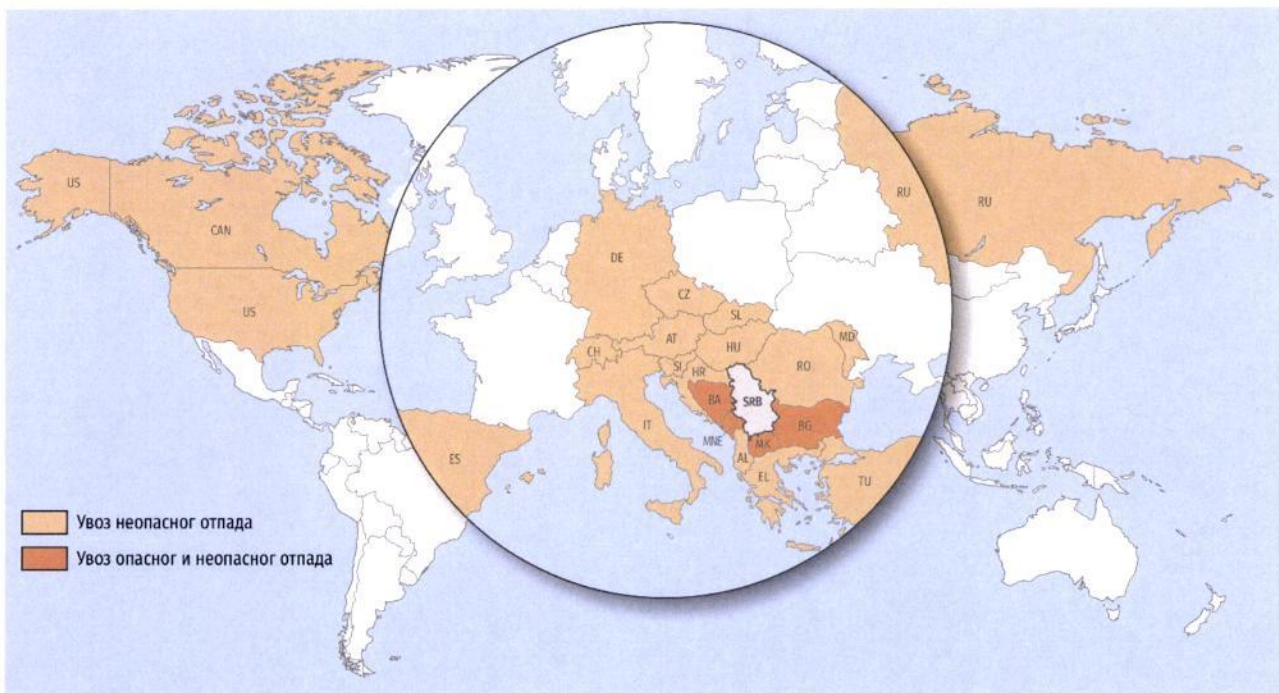 US
CAN
US
RU
RU
DE
CZ
SL
AT
HU
MD
CH
SI
HR
RO
BA
SRB
IT
BG
MNE
MK
ES
AL
EL
TU
Увоз неопасног отпада
Увоз опасног и неопасног отпада